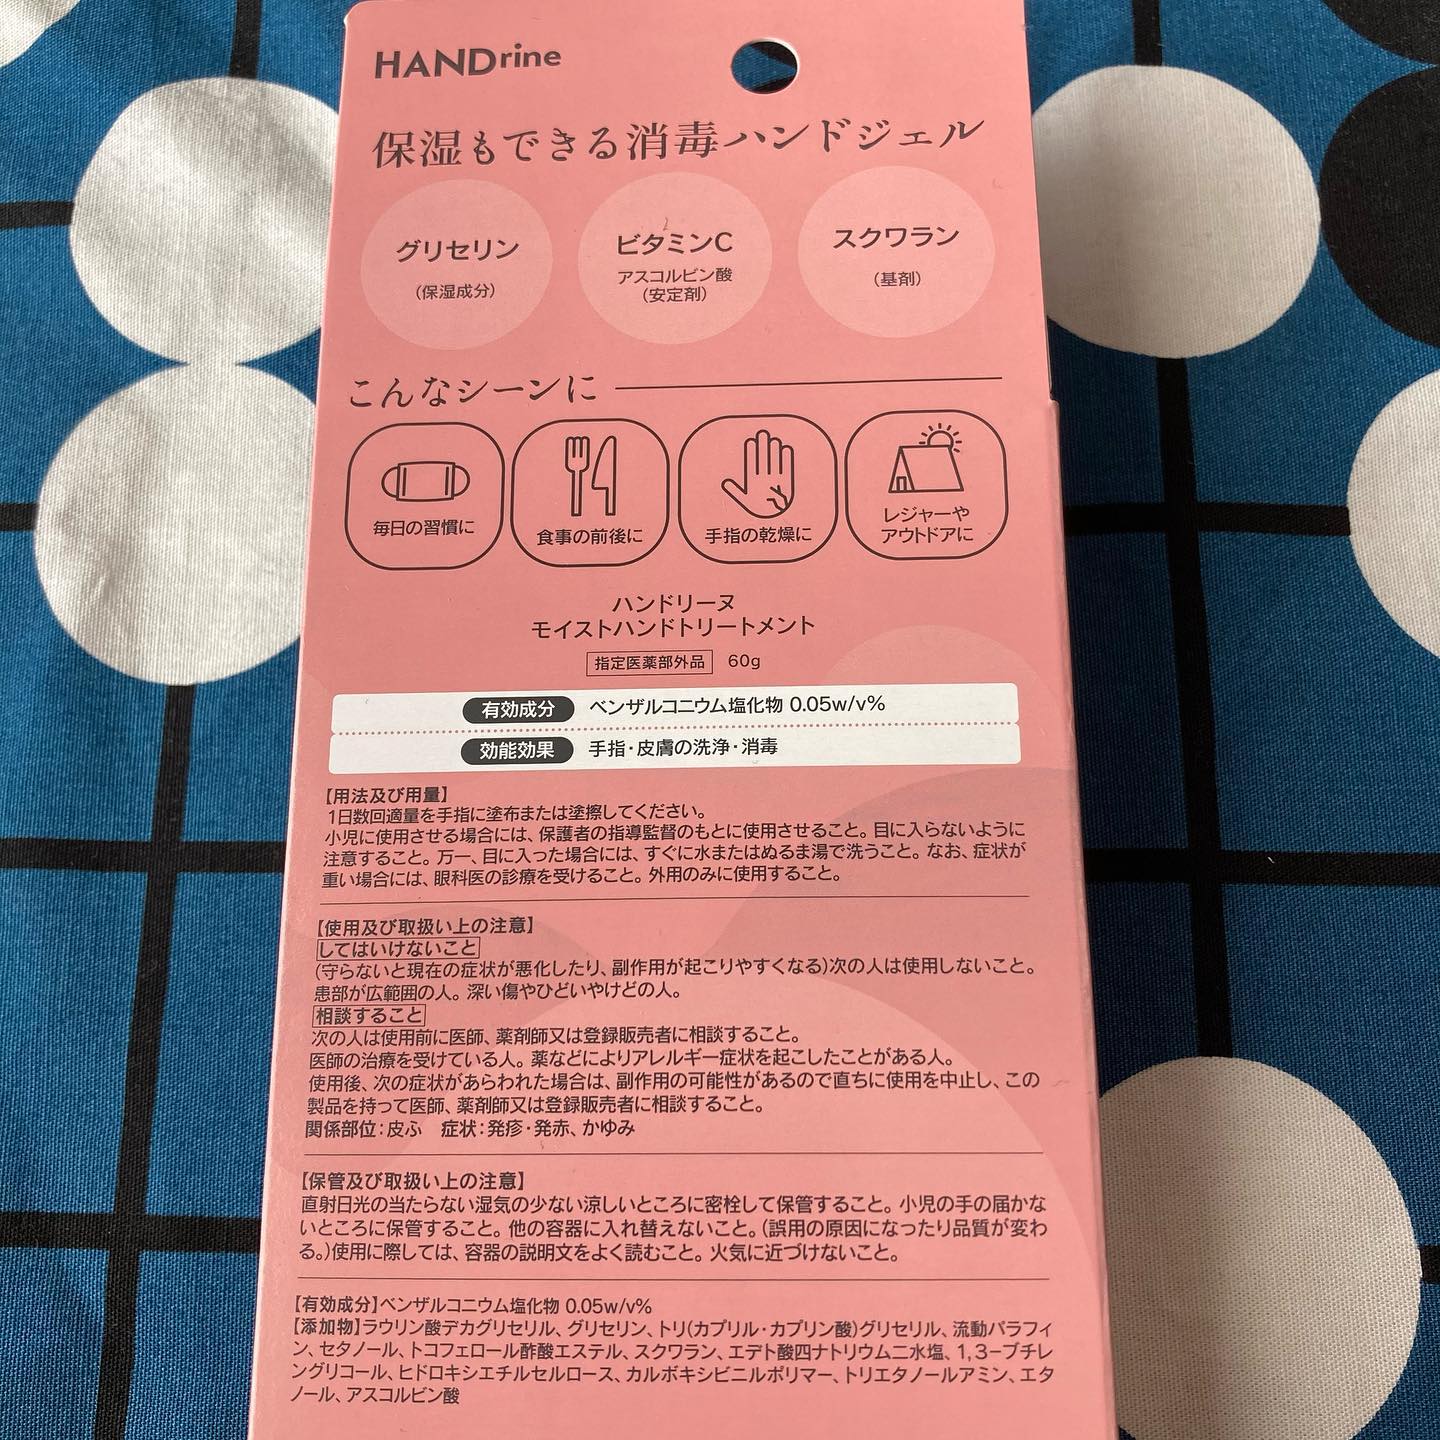 HANDrine
保湿もできる消毒ハンドジェル
グリセリン
(保湿成分)
ビタミンC
アスコルビン酸
(安定剤)
スクワラン
(基剤)
こんなシーンに
毎日の習慣に
食事の前後に
手指の乾燥に
レジャーや
アウトドアに
ハンドリーヌ
モイストハンドトリートメント
指定医薬部外品 60g
有効成分 ベンザルコニウム塩化物 0.05w/v%
効能効果 手指・皮膚の洗浄・消毒
【用法及び用量】
1日数回適量を手指に塗布または塗擦してください。
小児に使用させる場合には、保護者の指導監督のもとに使用させること。目に入らないように
注意すること。万一、目に入った場合には、すぐに水またはぬるま湯で洗うこと。なお、症状が
重い場合には、眼科医の診療を受けること。外用のみに使用すること。
【使用及び取扱い上の注意】
してはいけないこと
(守らないと現在の症状が悪化したり、副作用が起こりやすくなる)次の人は使用しないこと。
患部が広範囲の人。深い傷やひどいやけどの人。
相談すること
次の人は使用前に医師、薬剤師又は登録販売者に相談すること。
医師の治療を受けている人。薬などによりアレルギー症状を起こしたことがある人。
使用後、次の症状があらわれた場合は、副作用の可能性があるので直ちに使用を中止し、この
製品を持って医師、薬剤師又は登録販売者に相談すること。
関係部位:皮ふ 症状:発疹・発赤、かゆみ
【保管及び取扱い上の注意】
直射日光の当たらない湿気の少ない涼しいところに密栓して保管すること。小児の手の届かな
いところに保管すること。他の容器に入れ替えないこと。(誤用の原因になったり品質が変わ
る。)使用に際しては、容器の説明文をよく読むこと。火気に近づけないこと。
【有効成分】ベンザルコニウム塩化物 0.05w/v%
【添加物】ラウリン酸デカグリセリル、グリセリン、トリ(カプリル・カプリン酸)グリセリル、流動パラフィ
ン、セタノール、トコフェロール酢酸エステル、スクワラン、エデト酸四ナトリウム二水塩、1,3-ブチレ
ングリコール、ヒドロキシエチルセルロース、カルボキシビニルポリマー、トリエタノールアミン、エタ
ノール、アスコルビン酸